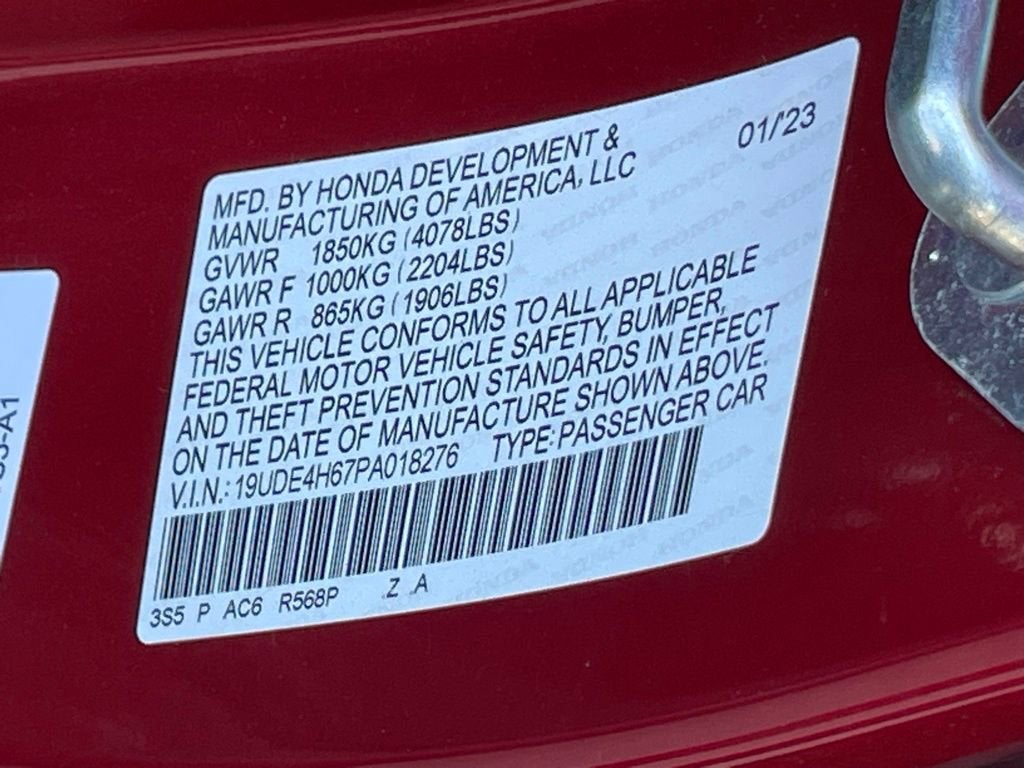 01/'23
MFD. BY HONDA DEVELOPMENT &
MANUFACTURING OF AMERICA, LLC
GVWR 1850KG (4078LBS)
GAWR F 1000KG (2204LBS)
GAWR R 865KG (1906LBS)
THIS VEHICLE CONFORMS TO ALL APPLICABLE
FEDERAL MOTOR VEHICLE SAFETY, BUMPER,
AND THEFT PREVENTION STANDARDS IN EFFECT
ON THE DATE OF MANUFACTURE SHOWN ABOVE.
V.I.N.: 19UDE4H67PA018276 TYPE: PASSENGER CAR
3S5 P AC6 R568P Z A